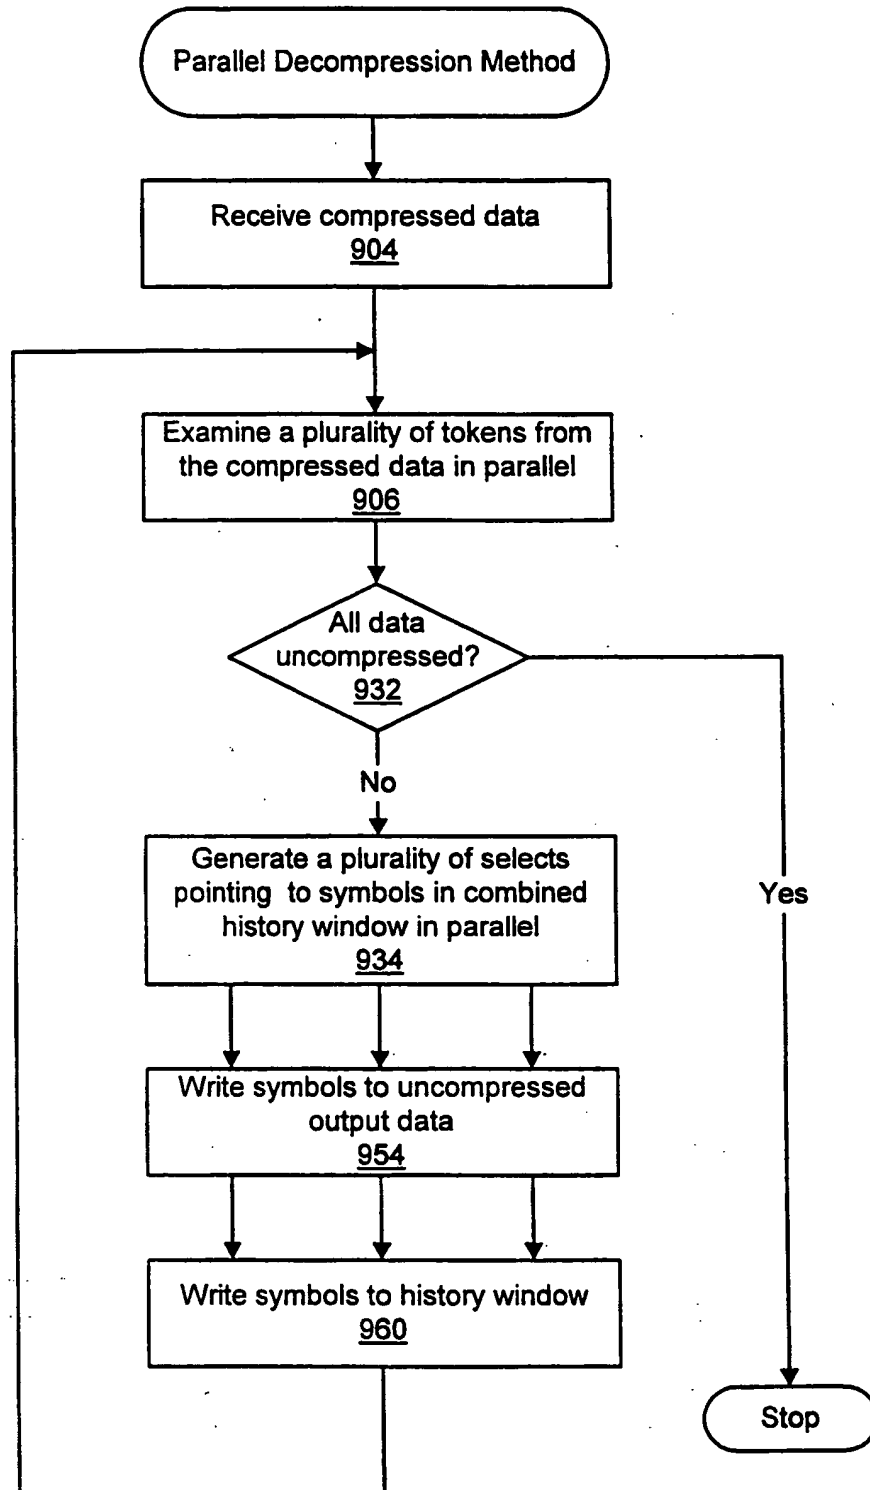 Parallel Decompression Method
Receive compressed data
904
Examine a plurality of tokens from
the compressed data in parallel
906
All data
uncompressed?
932
No
Yes
Generate a plurality of selects
pointing to symbols in combined
history window in parallel
934
Write symbols to uncompressed
output data
954
Write symbols to history window
960
Stop